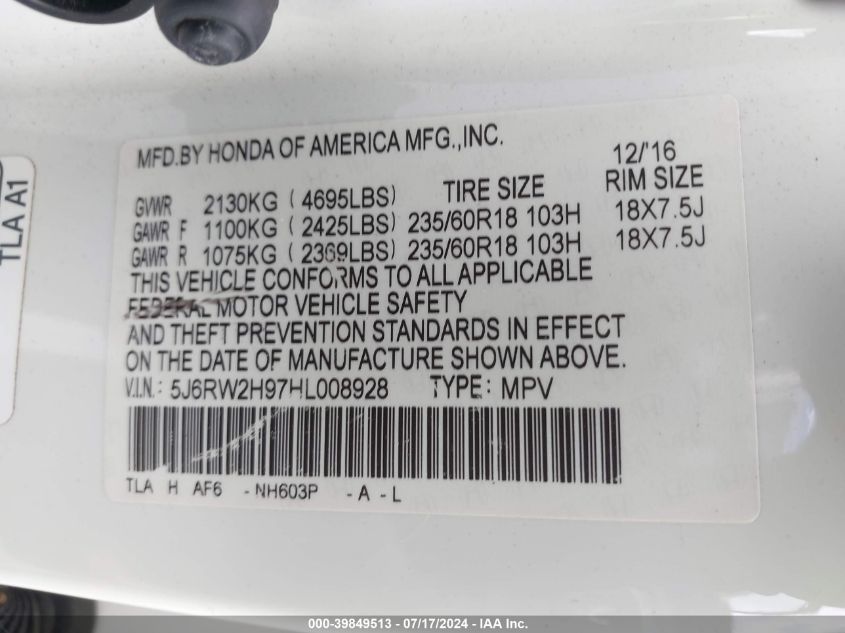 TLA A1
MFD.BY HONDA OF AMERICA MFG.,INC. 12/'16
GVWR 2130KG ( 4695LBS) TIRE SIZE RIM SIZE
GAWR F 1100KG ( 2425LBS) 235/60R18 103H 18X7.5J
GAWR R 1075KG ( 2369LBS) 235/60R18 103H 18X7.5J
THIS VEHICLE CONFORMS TO ALL APPLICABLE
FEDERAL MOTOR VEHICLE SAFETY
AND THEFT PREVENTION STANDARDS IN EFFECT
ON THE DATE OF MANUFACTURE SHOWN ABOVE.
V.I.N.: 5J6RW2H97HL008928 TYPE: MPV
TLA H AF6 -NH603P -A -L
000-39849513 - 07/17/2024 - IAA Inc.